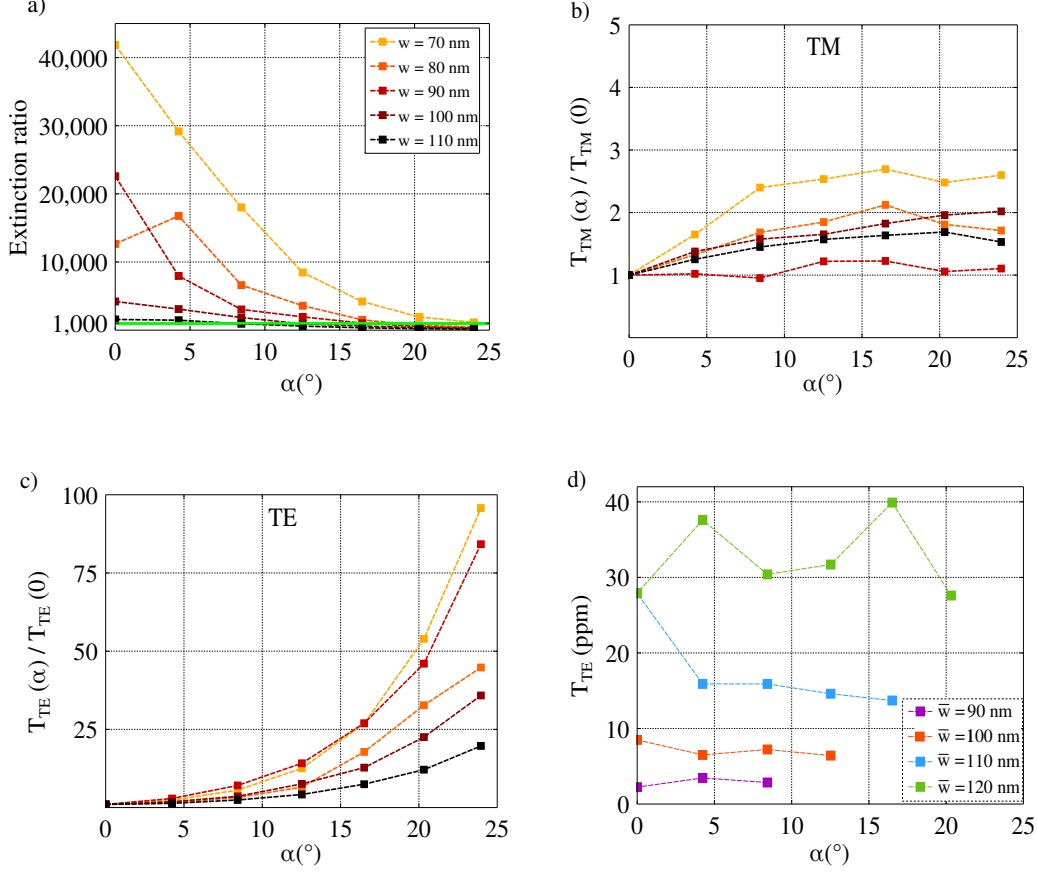 a)
Extinction ratio
40,000
30,000
20,000
10,000
1,000
0
5
10
15
20
25
α(°)
w = 70 nm
w = 80 nm
w = 90 nm
w = 100 nm
w = 110 nm
b)
TM
T_TM (α) / T_TM (0)
5
4
3
2
1
0
5
10
15
20
25
α(°)
c)
TE
T_TE (α) / T_TE (0)
100
75
50
25
0
5
10
15
20
25
α(°)
d)
T_TE (ppm)
40
30
20
10
0
0
5
10
15
20
25
α(°)
w̅ = 90 nm
w̅ = 100 nm
w̅ = 110 nm
w̅ = 120 nm